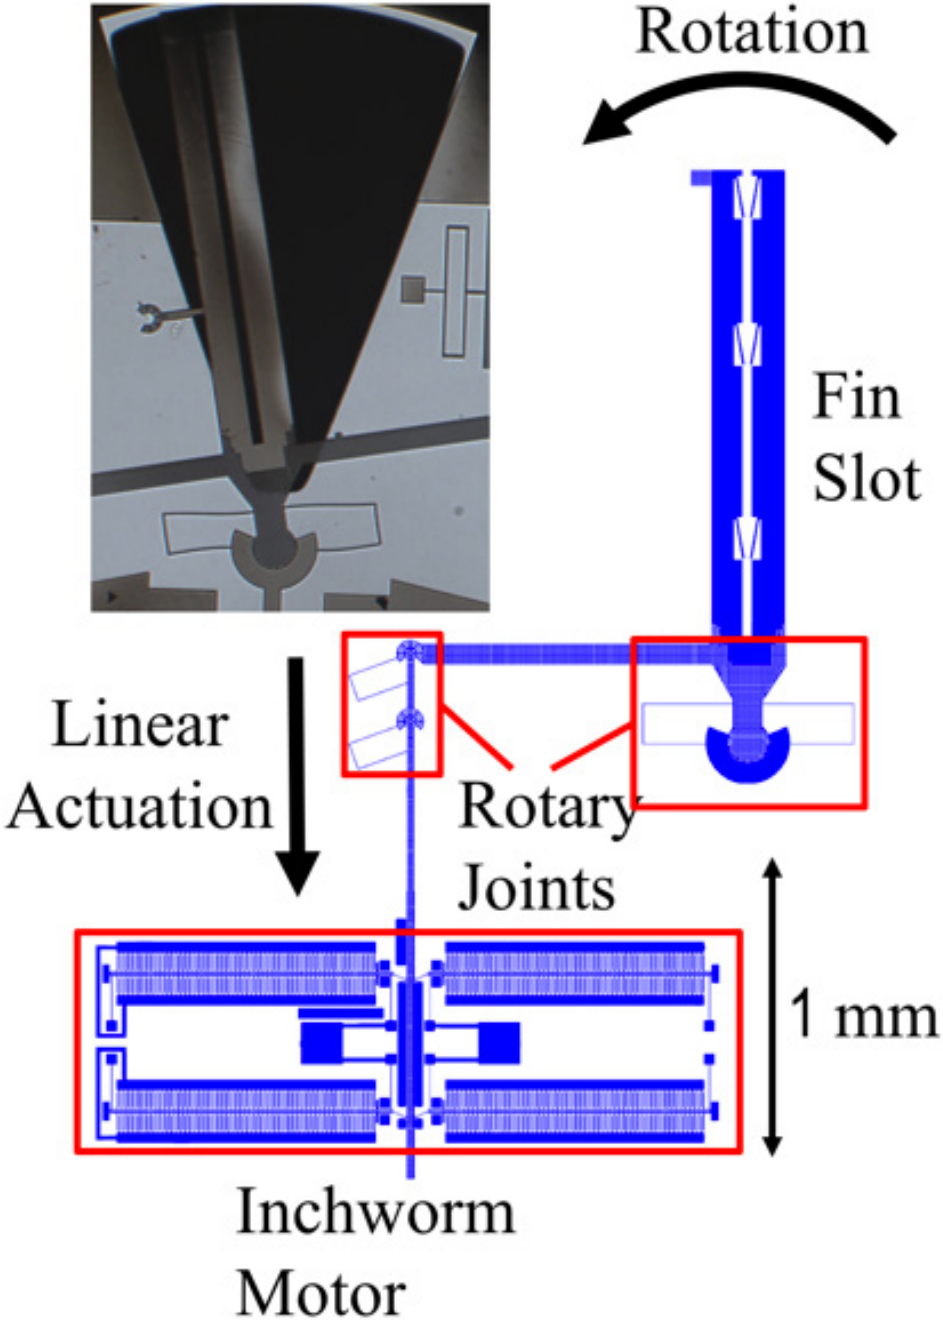 Rotation
Fin
Slot
Linear
Actuation
Rotary
Joints
1 mm
Inchworm
Motor